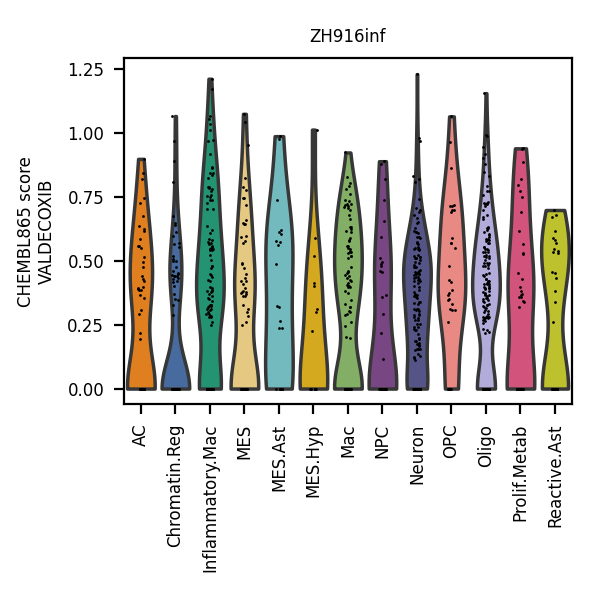 ZH916inf
CHEMBL865 score
VALDECOXIB
1.25
1.00
0.75
0.50
0.25
0.00
AC
Chromatin.Reg
Inflammatory.Mac
MES
MES.Ast
MES.Hyp
Mac
NPC
Neuron
OPC
Oligo
Prolif.Metab
Reactive.Ast